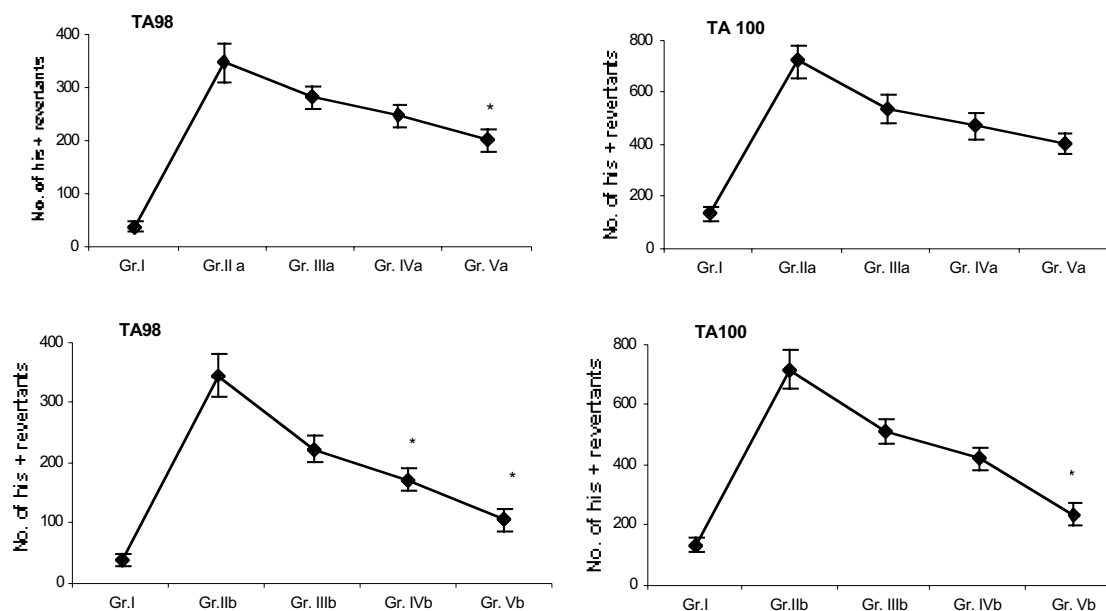 TA98
No. of his + revertants
400
300
200
100
0
*
Gr.I Gr.II a Gr. IIIa Gr. IVa Gr. Va
TA 100
No. of his + revertants
800
600
400
200
0
Gr.I Gr.IIa Gr. IIIa Gr. IVa Gr. Va
TA98
No. of his + revertants
400
300
200
100
0
*
*
Gr.I Gr.IIb Gr. IIIb Gr. IVb Gr. Vb
TA100
No. of his + revertants
800
600
400
200
0
*
Gr.I Gr.IIb Gr. IIIb Gr. IVb Gr. Vb